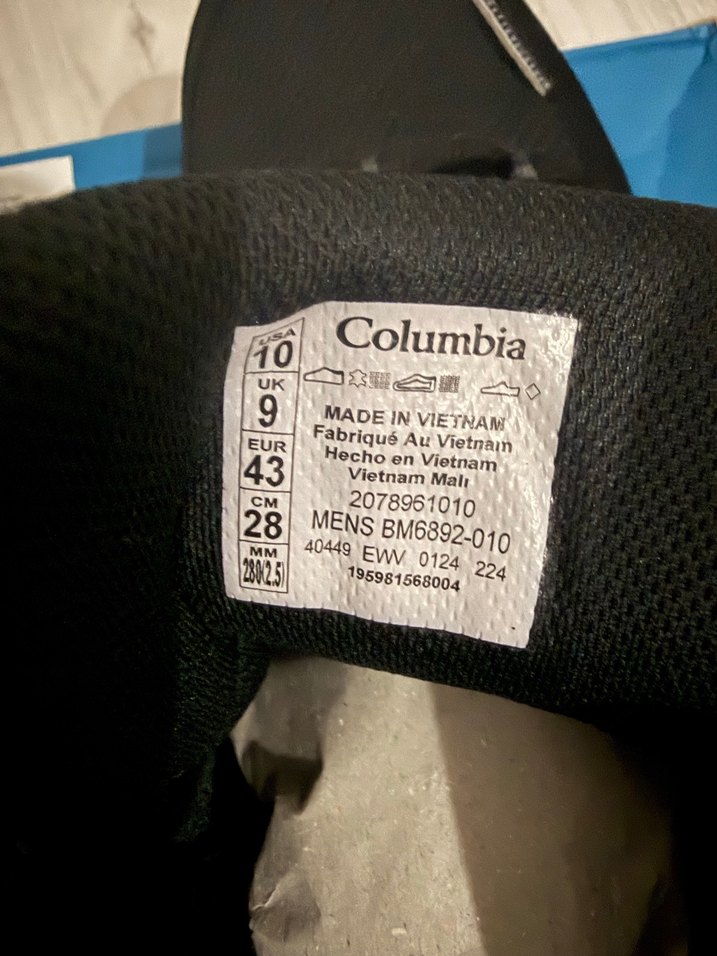 USA
10
UK
9
EUR
43
CM
28
MM
280(2.5)
Columbia
MADE IN VIETNAM
Fabriqué Au Vietnam
Hecho en Vietnam
Vietnam Malı
2078961010
MENS BM6892-010
40449 EWV 0124 224
195981568004